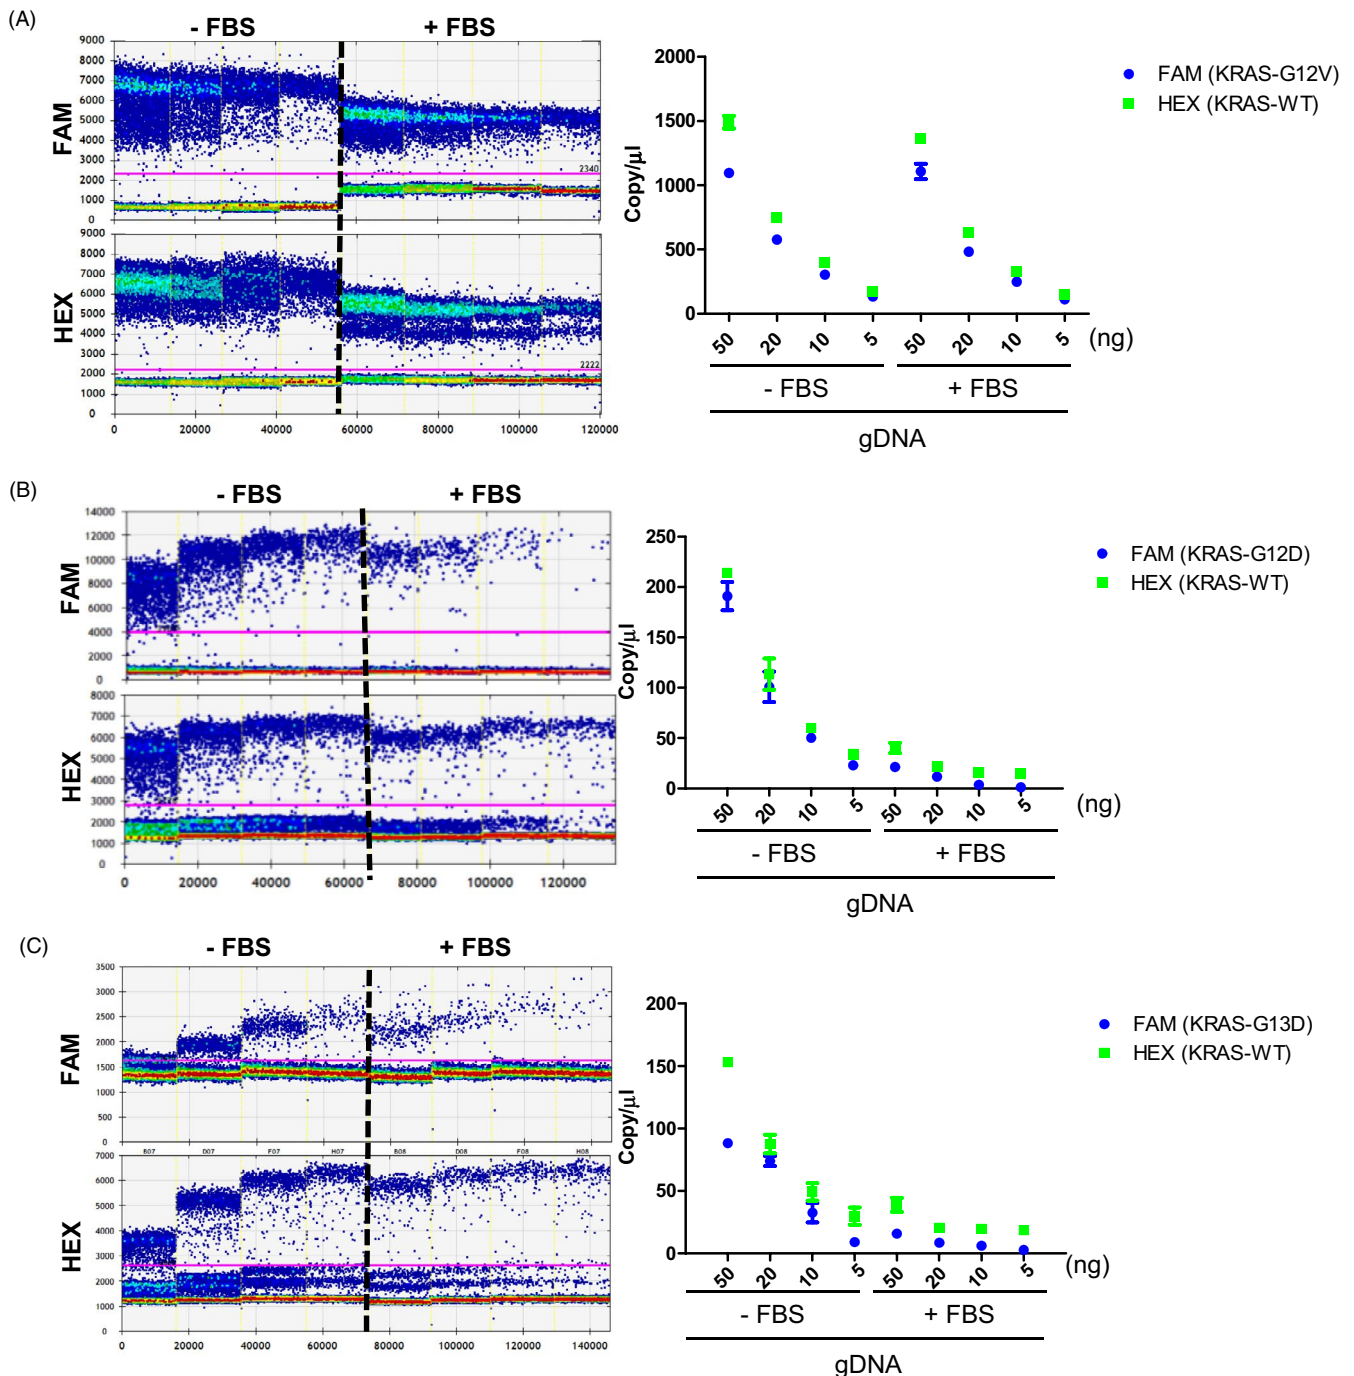 (A)
- FBS
+ FBS
FAM
9000
8000
7000
6000
5000
4000
3000
2000
1000
0
2340
HEX
9000
8000
7000
6000
5000
4000
3000
2000
1000
0
2222
0 20000 40000 60000 80000 100000 120000
Copy/µl
2000
1500
1000
500
0
50 20 10 5 50 20 10 5 (ng)
- FBS
+ FBS
gDNA
FAM (KRAS-G12V)
HEX (KRAS-WT)
(B)
- FBS
+ FBS
FAM
14000
12000
10000
8000
6000
4000
2000
0
HEX
8000
7000
6000
5000
4000
3000
2000
1000
0
0 20000 40000 60000 80000 100000 120000
Copy/µl
250
200
150
100
50
0
50 20 10 5 50 20 10 5 (ng)
- FBS
+ FBS
gDNA
FAM (KRAS-G12D)
HEX (KRAS-WT)
(C)
- FBS
+ FBS
FAM
3500
3000
2500
2000
1500
1000
500
0
B07 D07 F07 H07 B08 D08 F08 H08
HEX
7000
6000
5000
4000
3000
2000
1000
0
0 20000 40000 60000 80000 100000 120000 140000
Copy/µl
200
150
100
50
0
50 20 10 5 50 20 10 5 (ng)
- FBS
+ FBS
gDNA
FAM (KRAS-G13D)
HEX (KRAS-WT)